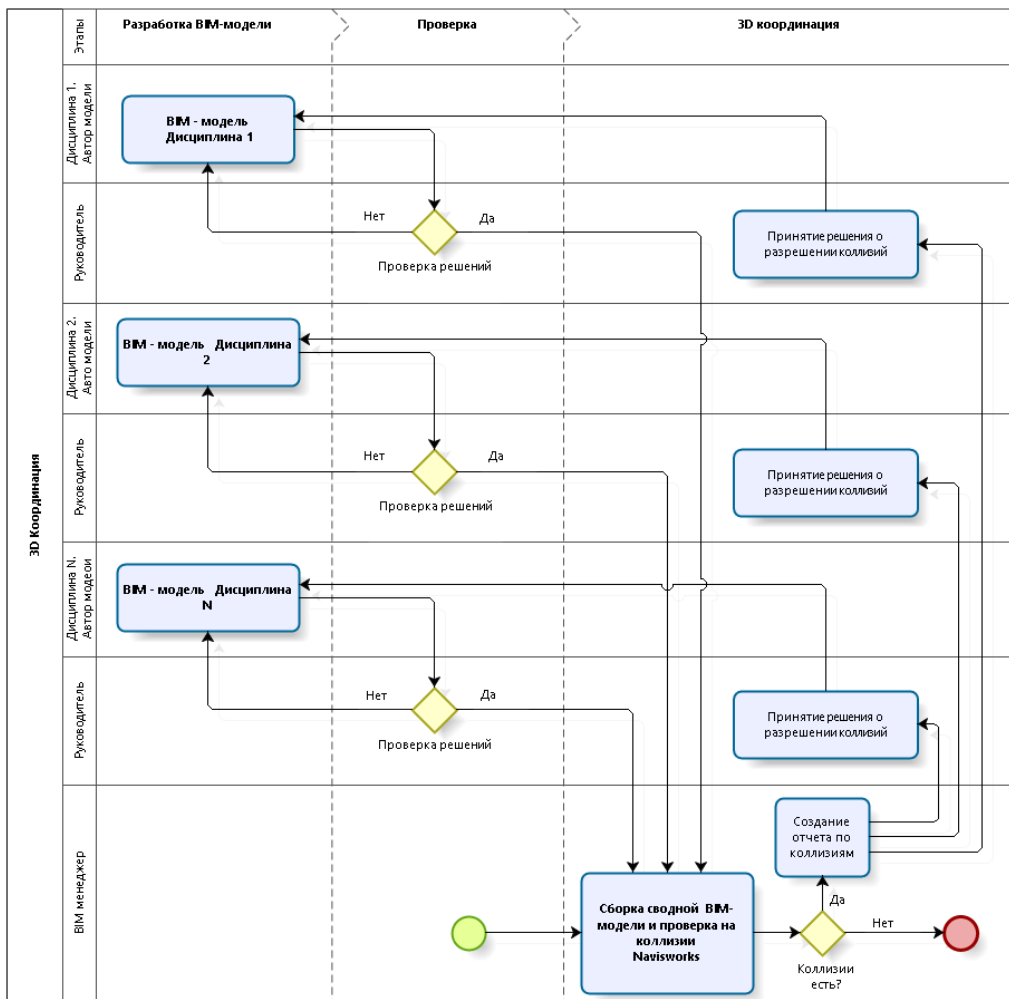 Этапы
Разработка BIM-модели
Проверка
3D координация
3D Координация
Дисциплина 1.
Автор модели
BIM - модель
Дисциплина 1
Руководитель
Нет
Да
Проверка решений
Принятие решения о
разрешении колливий
Дисциплина 2.
Авто модели
BIM - модель Дисциплина
2
Руководитель
Нет
Да
Проверка решений
Принятие решения о
разрешении колливий
Дисциплина N.
Автор модеои
BIM - модель Дисциплина
N
Руководитель
Нет
Да
Проверка решений
Принятие решения о
разрешении колливий
BIM менеджер
Создание
отчета по
коллизиям
Сборка сводной BIM-
модели и проверка на
коллизии
Navisworks
Да
Нет
Коллизии
есть?